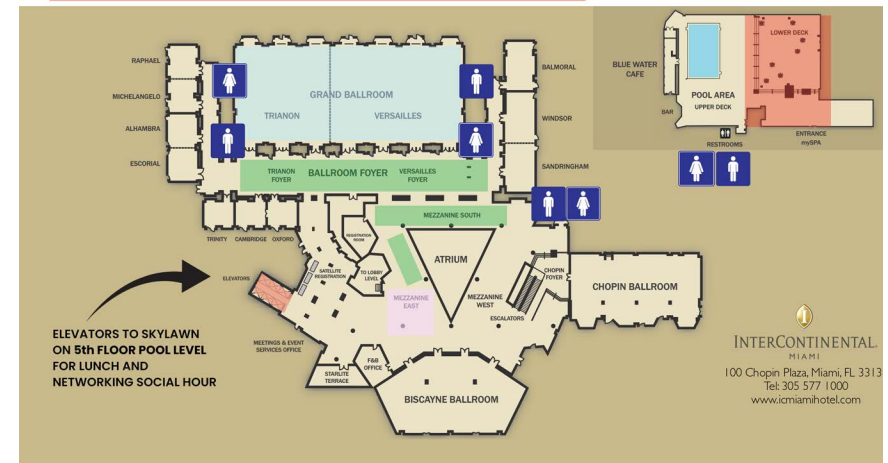 RAPHAEL
MICHELANGELO
ALHAMBRA
ESCORIAL
GRAND BALLROOM
TRIANON
VERSAILLES
BALMORAL
WINDSOR
SANDRINGHAM
TRIANON
FOYER
BALLROOM FOYER
VERSAILLES
FOYER
TRINITY
CAMBRIDGE
OXFORD
REGISTRATION
ROOM
MEZZANINE SOUTH
ATRIUM
ELEVATORS
SATELLITE
REGISTRATION
TO LOBBY
LEVEL
MEZZANINE
EAST
MEZZANINE
WEST
CHOPIN
FOYER
ESCALATORS
CHOPIN BALLROOM
MEETINGS & EVENT
SERVICES OFFICE
F&B
OFFICE
STARLITE
TERRACE
BISCAYNE BALLROOM
ELEVATORS TO SKYLAWN
ON 5th FLOOR POOL LEVEL
FOR LUNCH AND
NETWORKING SOCIAL HOUR
LOWER DECK
BLUE WATER
CAFE
POOL AREA
UPPER DECK
BAR
RESTROOMS
ENTRANCE
mySPA
I
INTERCONTINENTAL.
MIAMI
100 Chopin Plaza, Miami, FL 3313
Tel: 305 577 1000
www.icmiamihotel.com